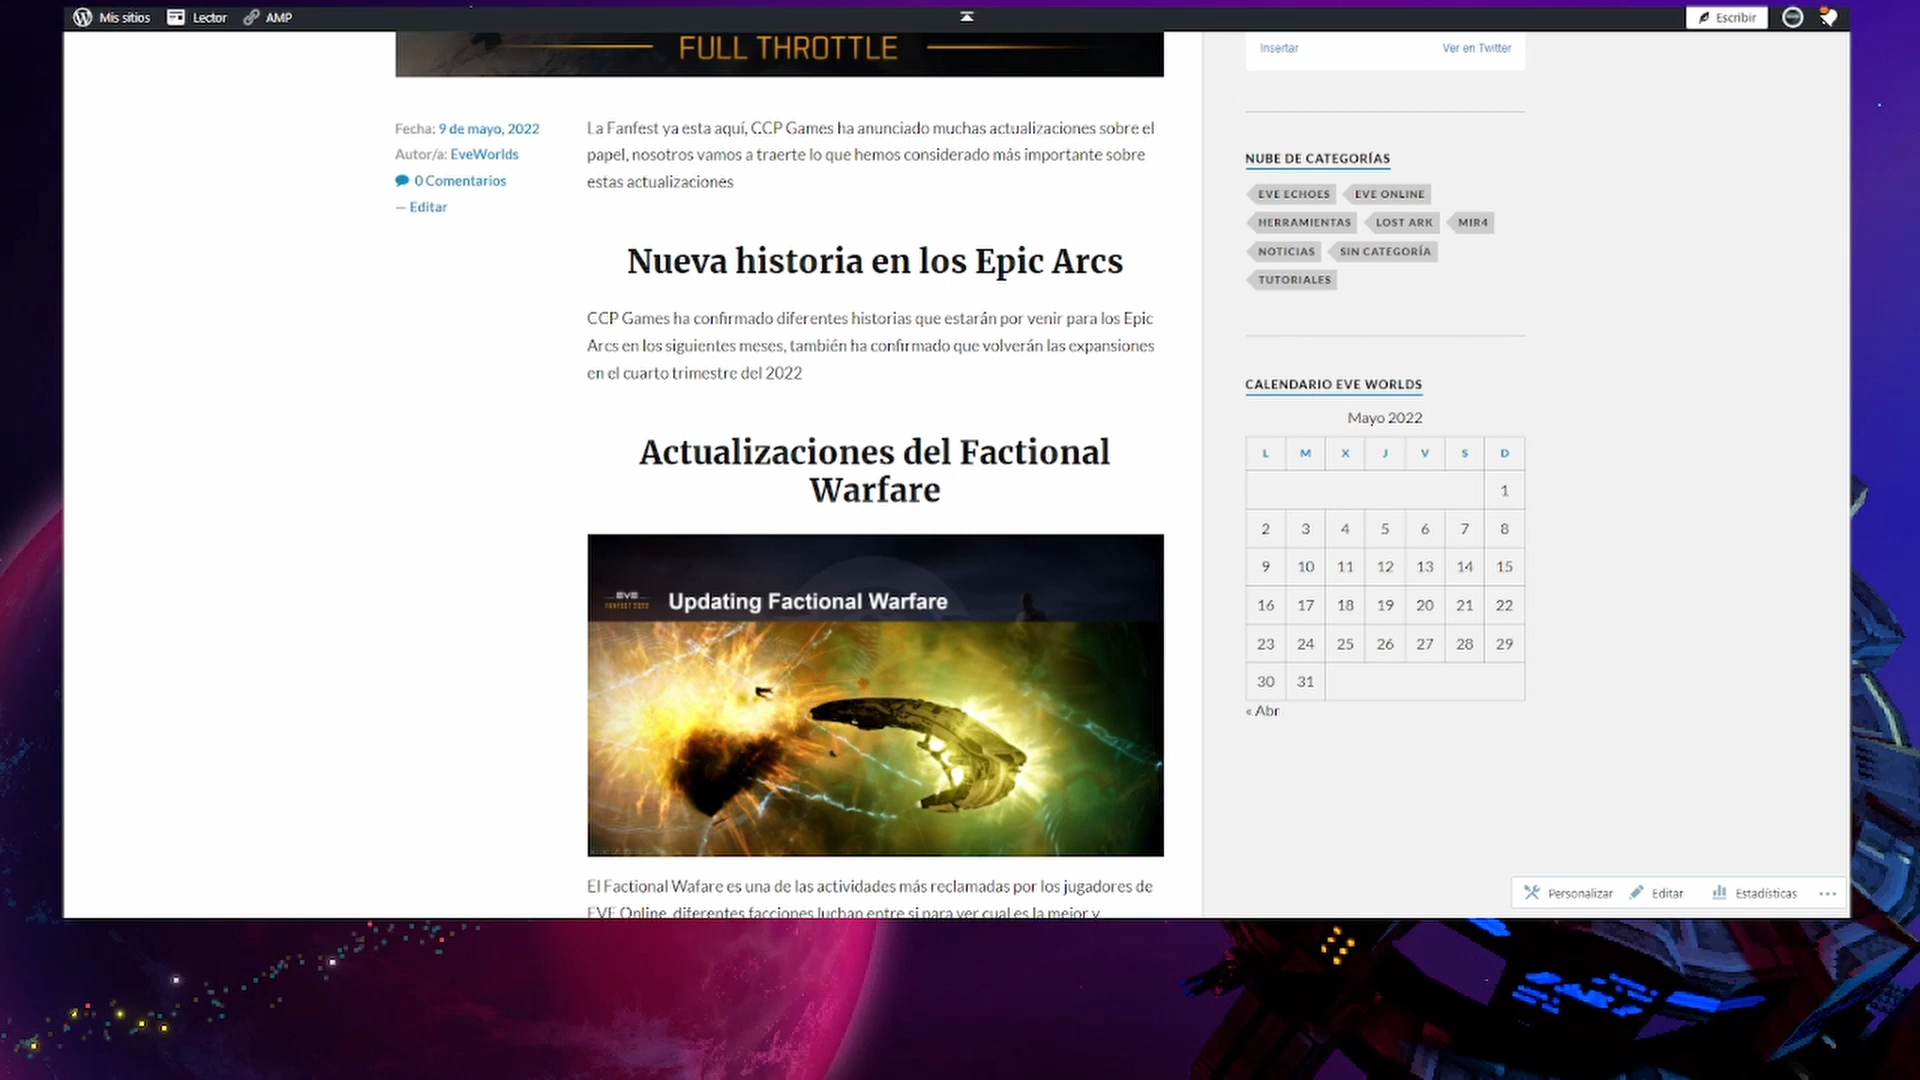 Mis sitios
Lector
AMP
Escribir
FULL THROTTLE
Insertar
Ver en Twitter
Fecha: 9 de mayo, 2022
Autor/a: EveWorlds
0 Comentarios
— Editar
La Fanfest ya esta aquí, CCP Games ha anunciado muchas actualizaciones sobre el
papel, nosotros vamos a traerte lo que hemos considerado más importante sobre
estas actualizaciones
Nueva historia en los Epic Arcs
CCP Games ha confirmado diferentes historias que estarán por venir para los Epic
Arcs en los siguientes meses, también ha confirmado que volverán las expansiones
en el cuarto trimestre del 2022
Actualizaciones del Factional
Warfare
EVE
FANFEST 2022
Updating Factional Warfare
El Factional Wafare es una de las actividades más reclamadas por los jugadores de
EVE Online, diferentes facciones luchan entre si para ver cual es la mejor y
NUBE DE CATEGORÍAS
EVE ECHOES
EVE ONLINE
HERRAMIENTAS
LOST ARK
MIR4
NOTICIAS
SIN CATEGORÍA
TUTORIALES
CALENDARIO EVE WORLDS
Mayo 2022
L M X J V S D
1
2 3 4 5 6 7 8
9 10 11 12 13 14 15
16 17 18 19 20 21 22
23 24 25 26 27 28 29
30 31
« Abr
Personalizar
Editar
Estadísticas